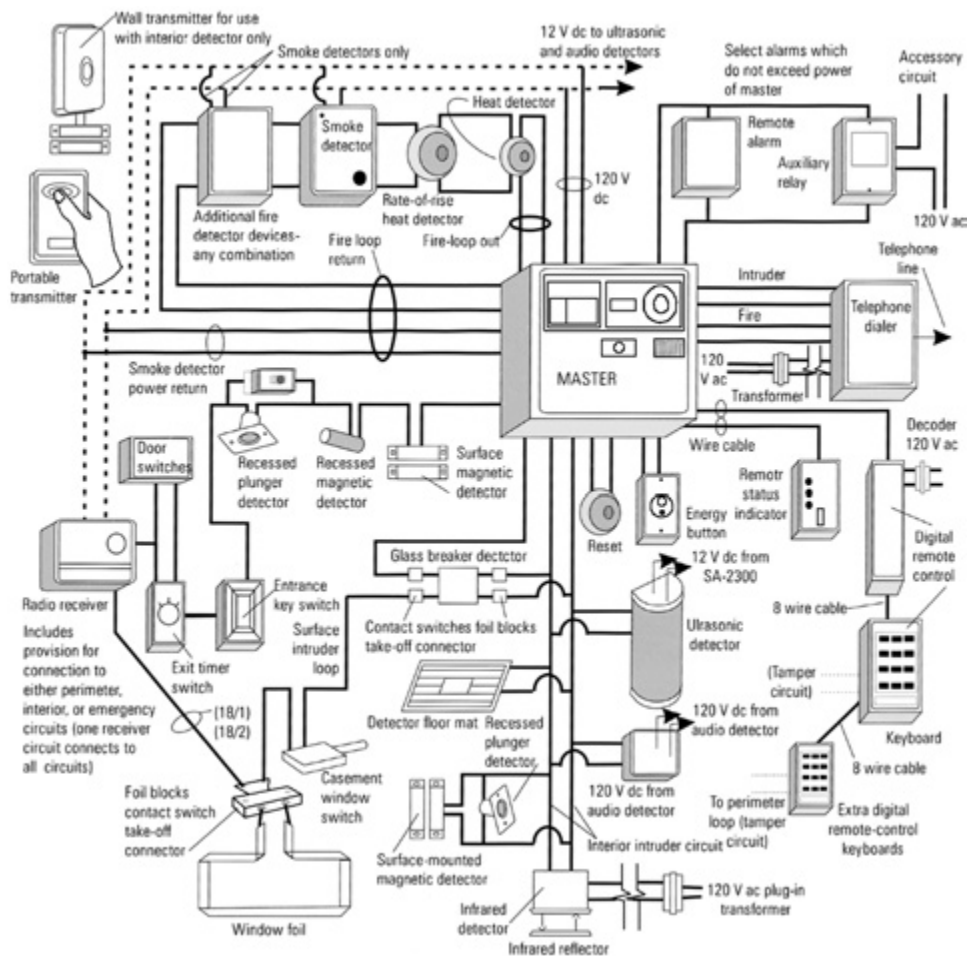 Wall transmitter for use
with interior detector only
Smoke detectors only
12 V dc to ultrasonic
and audio detectors
Select alarms which
do not exceed power
of master
Accessory
circuit
Heat detector
Smoke
detector
Remote
alarm
Auxiliary
relay
120 V
dc
120 V ac
Additional fire
detector devices-
any combination
Rate-of-rise
heat detector
Fire loop
return
Fire-loop out
Telephone
line
Portable
transmitter
Intruder
Fire
Telephone
dialer
Smoke detector
power return
MASTER
120
V ac
Transformer
Decoder
120 V ac
Wire cable
Door
switches
Recessed
plunger
detector
Recessed
magnetic
detector
Surface
magnetic
detector
Reset
Energy
button
Remotr
status
indicator
Digital
remote
control
Glass breaker dectctor
12 V dc from
SA-2300
Radio receiver
Entrance
key switch
Surface
intruder
loop
Contact switches foil blocks
take-off connector
Ulrasonic
detector
8 wire cable
Includes
provision for
connection to
either perimeter,
interior, or emergency
circuits (one receiver
circuit connects to
all circuits)
Exit timer
switch
(18/1)
(18/2)
Detector floor mat
Recessed
plunger
detector
120 V dc from
audio detector
(Tamper
circuit)
Keyboard
8 wire cable
Casement
window
switch
120 V dc from
audio detector
Foil blocks
contact switch
take-off
connector
To perimeter
loop (tamper
circuit)
Extra digital
remote-control
keyboards
Surface-mounted
magnetic detector
Interior intruder circuit
Window foil
Infrared
detector
120 V ac plug-in
transformer
Infrared reflector